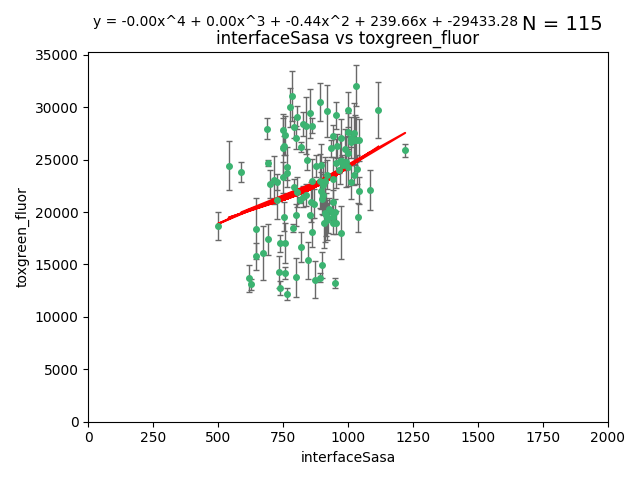 y = -0.00x^4 + 0.00x^3 + -0.44x^2 + 239.66x + -29433.28 N = 115
interfaceSasa vs toxgreen_fluor
35000
30000
25000
20000
15000
10000
5000
0
toxgreen_fluor
0 250 500 750 1000 1250 1500 1750 2000
interfaceSasa